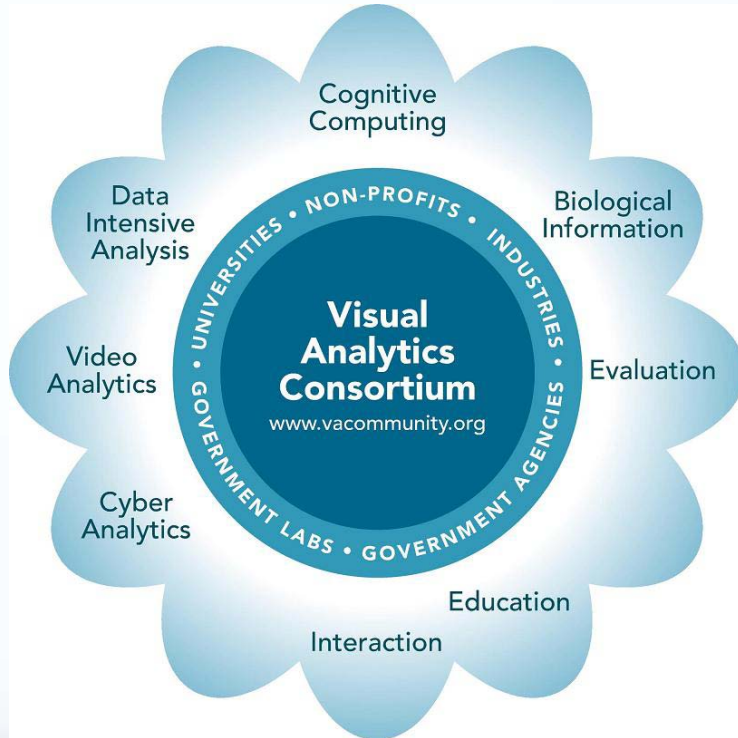 Cognitive
Computing
Data
Intensive
Analysis
Biological
Information
UNIVERSITIES • NON-PROFITS • INDUSTRIES • GOVERNMENT AGENCIES • GOVERNMENT LABS •
Visual
Analytics
Consortium
www.vacommunity.org
Video
Analytics
Evaluation
Cyber
Analytics
Education
Interaction